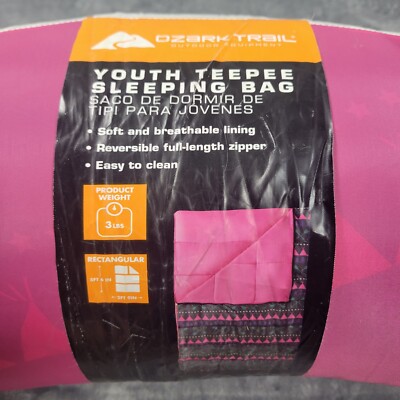 OZARK TRAIL
OUTDOOR EQUIPMENT
YOUTH TEEPEE
SLEEPING BAG
SACO DE DORMIR DE
TIPI PARA JÓVENES
• Soft and breathable lining
• Reversible full-length zipper
• Easy to clean
PRODUCT
WEIGHT
3 LBS
RECTANGULAR